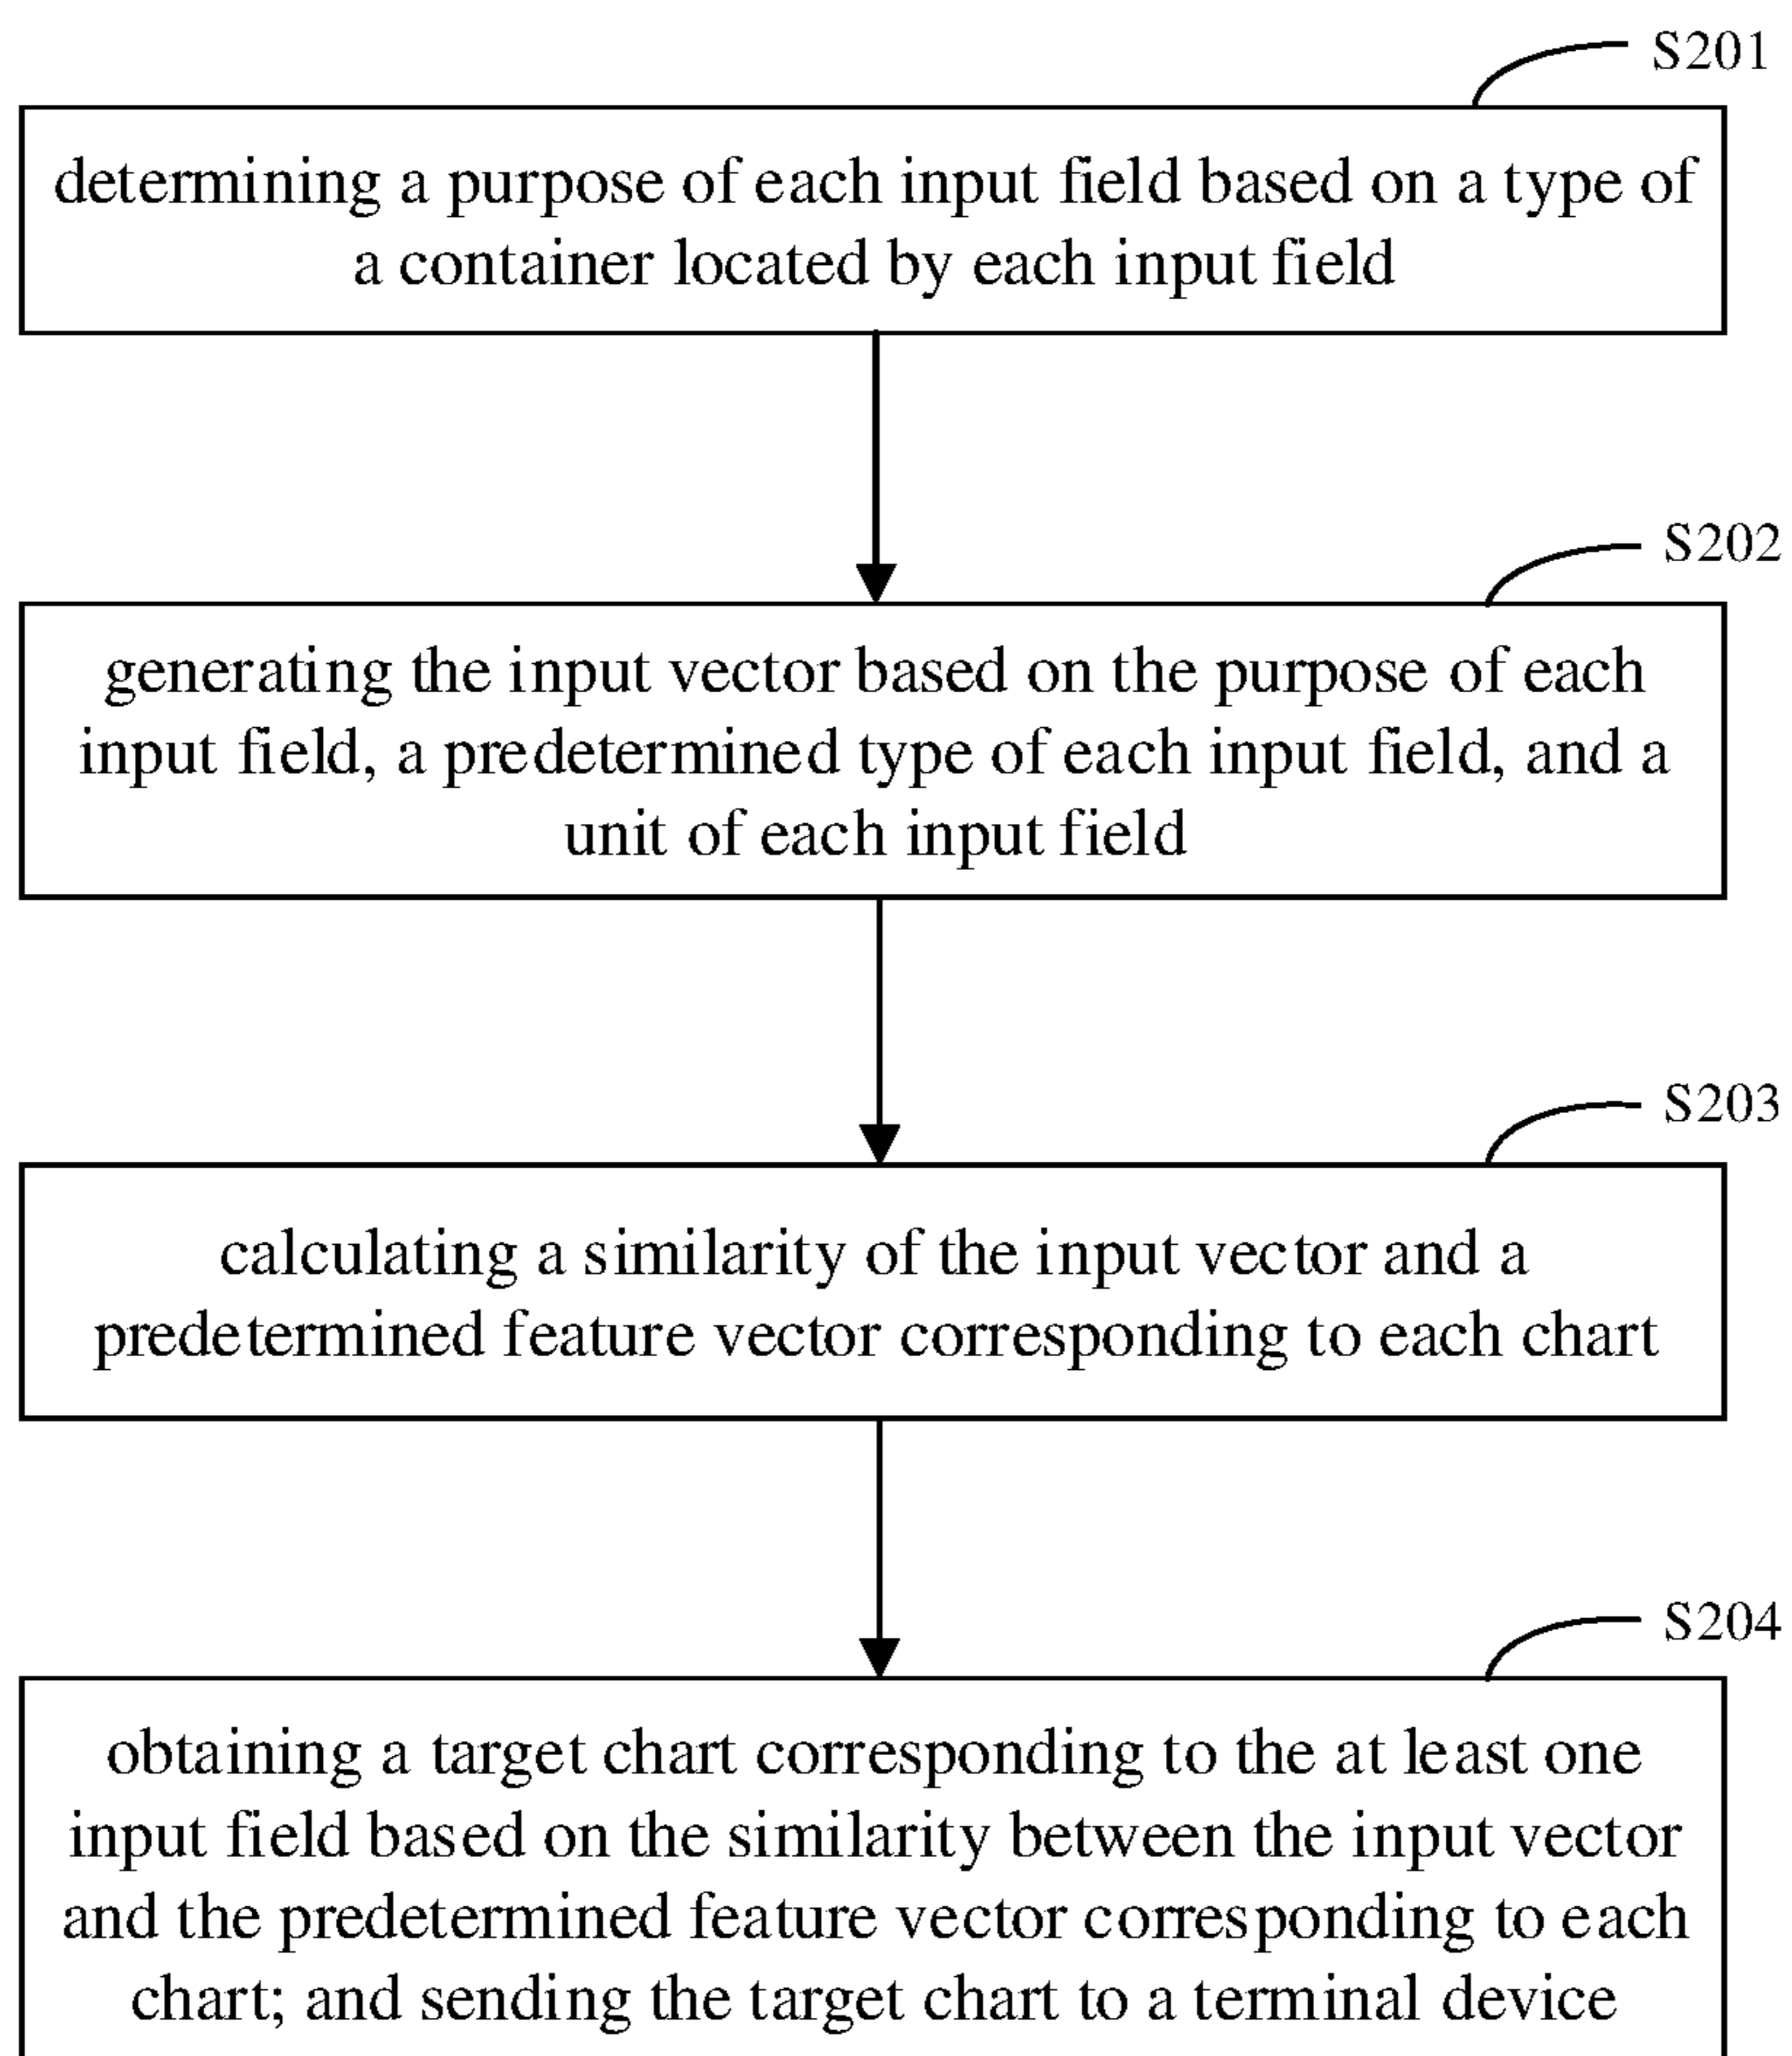 S201
determining a purpose of each input field based on a type of
a container located by each input field
S202
generating the input vector based on the purpose of each
input field, a predetermined type of each input field, and a
unit of each input field
S203
calculating a similarity of the input vector and a
predetermined feature vector corresponding to each chart
S204
obtaining a target chart corresponding to the at least one
input field based on the similarity between the input vector
and the predetermined feature vector corresponding to each
chart; and sending the target chart to a terminal device